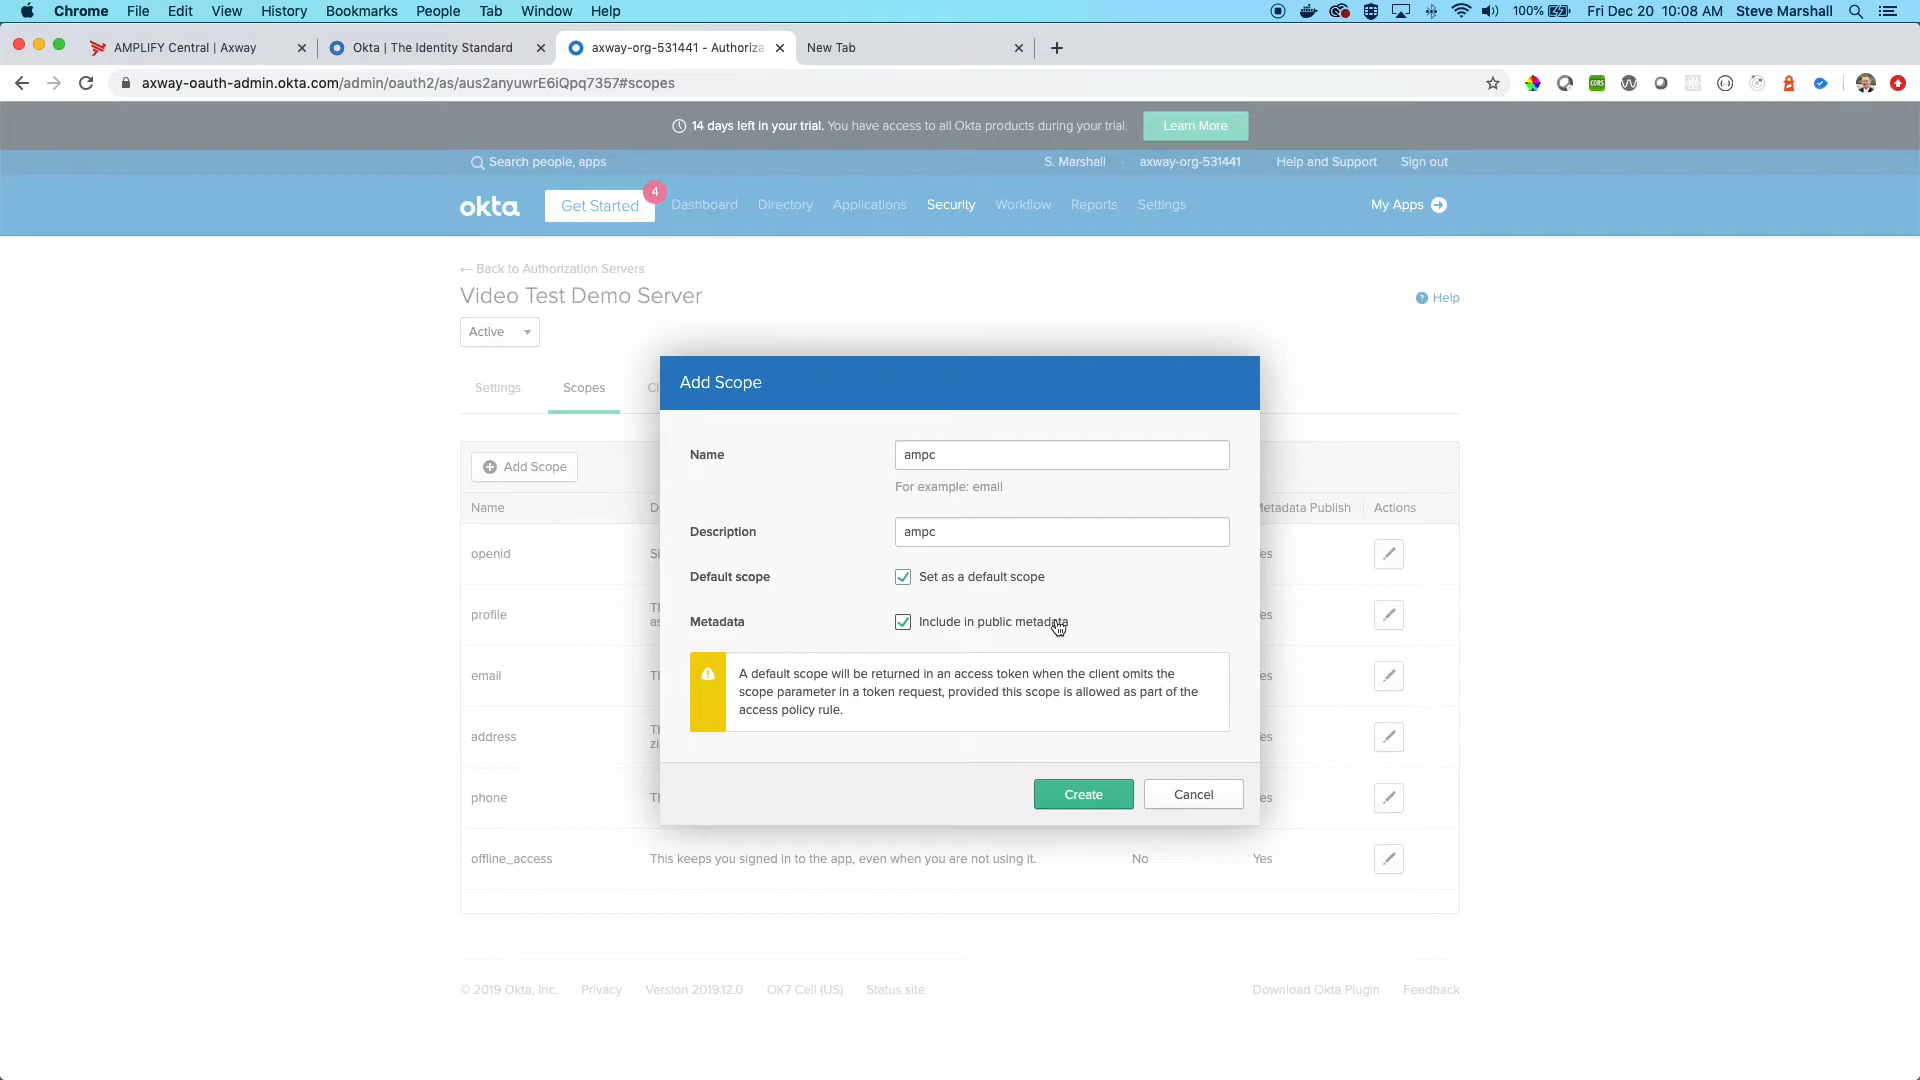 Chrome File Edit View History Bookmarks People Tab Window Help 100% Fri Dec 20 10:08 AM Steve Marshall
AMPLIFY Central | Axway Okta | The Identity Standard axway-org-531441 - Authoriza New Tab
axway-oauth-admin.okta.com/admin/oauth2/as/aus2anyuwrE6iQpq7357#scopes
14 days left in your trial. You have access to all Okta products during your trial. Learn More
Search people, apps S. Marshall · axway-org-531441 Help and Support Sign out
okta Get Started 4 Dashboard Directory Applications Security Workflow Reports Settings My Apps
← Back to Authorization Servers
Video Test Demo Server
Help
Active
Settings Scopes Cl
Add Scope
Name ampc
For example: email
Description ampc
Default scope Set as a default scope
Metadata Include in public metadata
A default scope will be returned in an access token when the client omits the
scope parameter in a token request, provided this scope is allowed as part of the
access policy rule.
Create Cancel
Add Scope
Name Metadata Publish Actions
openid
profile
email
address
phone
offline_access This keeps you signed in to the app, even when you are not using it. No Yes
© 2019 Okta, Inc. Privacy Version 2019.12.0 OK7 Cell (US) Status site Download Okta Plugin Feedback